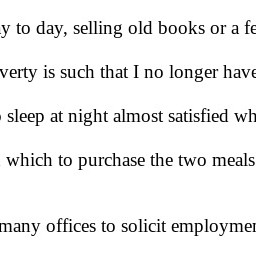 y to day, selling old books or a fe
verty is such that I no longer have
sleep at night almost satisfied wh
which to purchase the two meals
many offices to solicit employmen